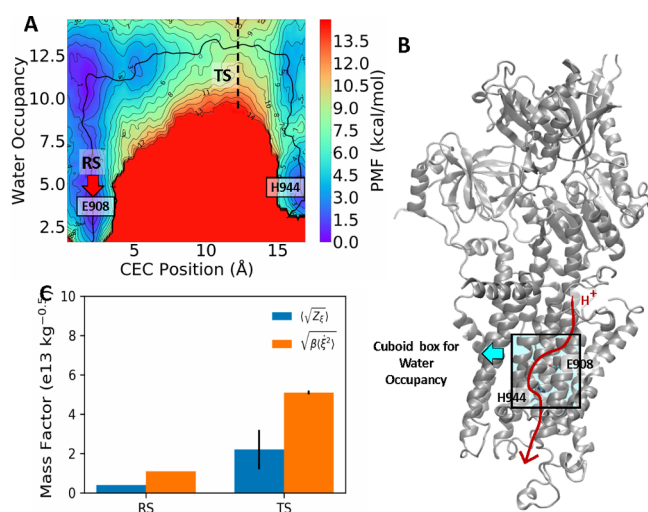 A
12.5
10.0
7.5
5.0
2.5
Water Occupancy
TS
RS
E908
H944
0
5
10
15
CEC Position (Å)
13.5
12.0
10.5
9.0
7.5
6.0
4.5
3.0
1.5
0.0
PMF (kcal/mol)
B
H+
Cuboid box for
Water
Occupancy
E908
H944
C
10
8
6
4
2
0
Mass Factor (e13 kg⁻⁰·⁵)
⟨√Zξ⟩
√β⟨ξ̇²⟩
RS
TS